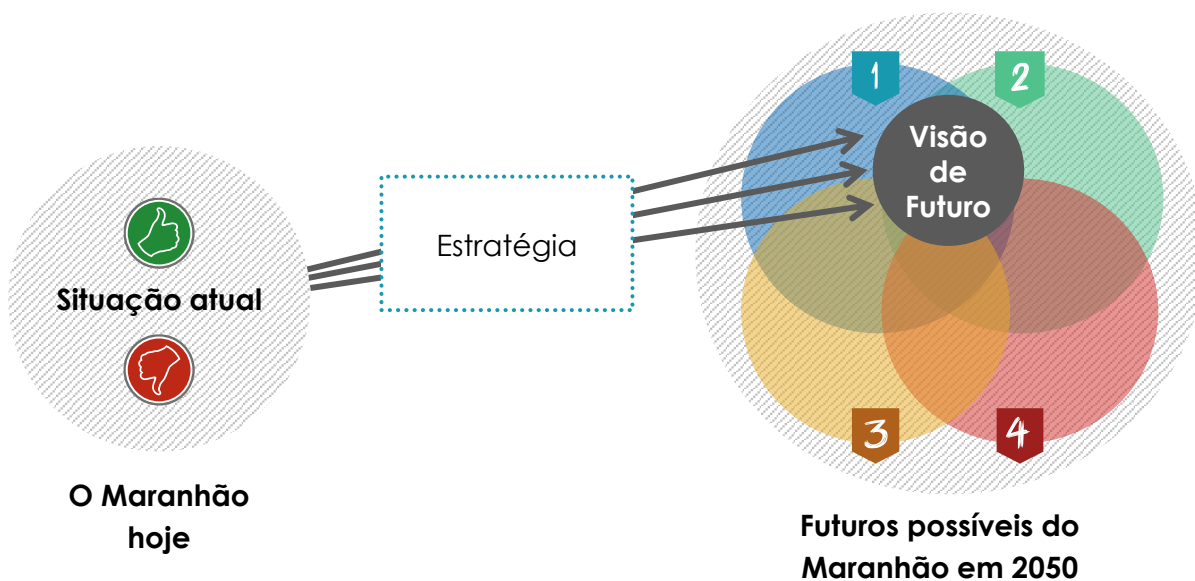 Situação atual
O Maranhão
hoje
Estratégia
1
2
Visão
de
Futuro
3
4
Futuros possíveis do
Maranhão em 2050